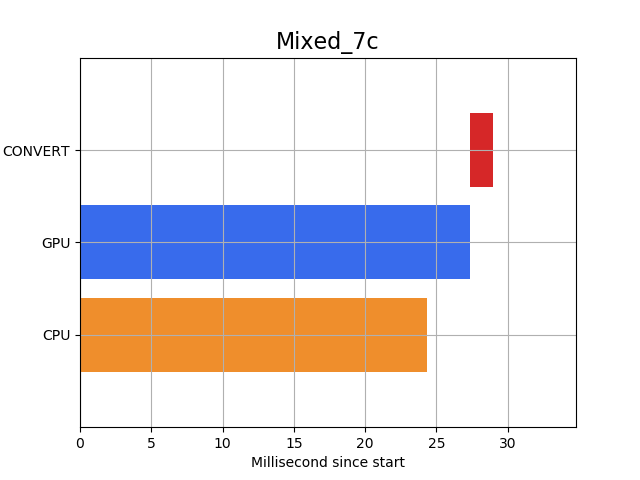 Mixed_7c
CONVERT
GPU
CPU
0 5 10 15 20 25 30
Millisecond since start